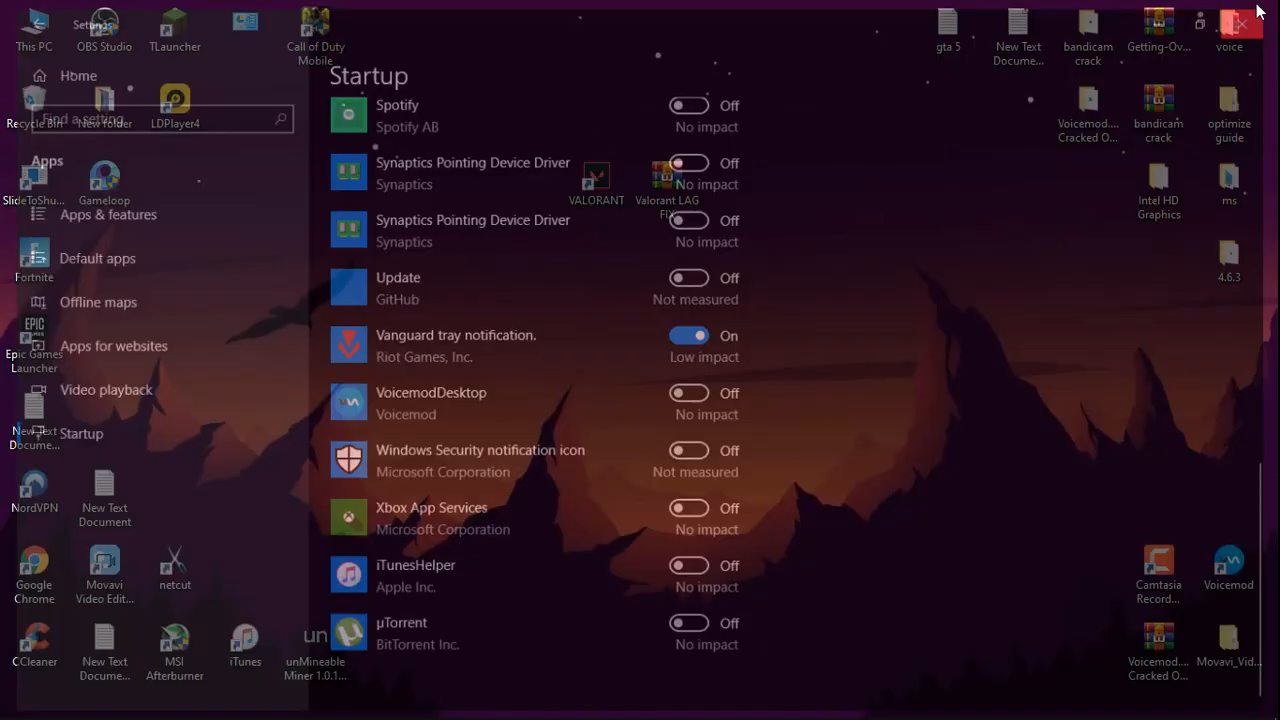 Settings
Home
Find a setting
Apps
Apps & features
Default apps
Offline maps
Apps for websites
Video playback
Startup
Startup
Spotify
Off
Spotify AB
No impact
Synaptics Pointing Device Driver
Off
Synaptics
No impact
Synaptics Pointing Device Driver
Off
Synaptics
No impact
Update
Off
GitHub
Not measured
Vanguard tray notification.
On
Riot Games, Inc.
Low impact
VoicemodDesktop
Off
Voicemod
No impact
Windows Security notification icon
Off
Microsoft Corporation
Not measured
Xbox App Services
Off
Microsoft Corporation
No impact
iTunesHelper
Off
Apple Inc.
No impact
µTorrent
Off
BitTorrent Inc.
No impact
This PC
OBS Studio
TLauncher
Call of Duty
Mobile
Recycle Bin
New folder
LDPlayer4
SlideToShu...
Gameloop
Fortnite
EPIC
GAMES
Epic Games
Launcher
New Text
Docume...
NordVPN
New Text
Document
Google
Chrome
Movavi
Video Edit...
netcut
CCleaner
New Text
Docume...
MSI
Afterburner
iTunes
un
unMineable
Miner 1.0.1...
VALORANT
Valorant LAG
FIX
gta 5
New Text
Docume...
bandicam
crack
Getting-Ov...
voice
Voicemod....
Cracked O...
bandicam
crack
optimize
guide
Intel HD
Graphics
ms
4.6.3
Camtasia
Record...
Voicemod
Voicemod....
Cracked O...
Movavi_Vid...